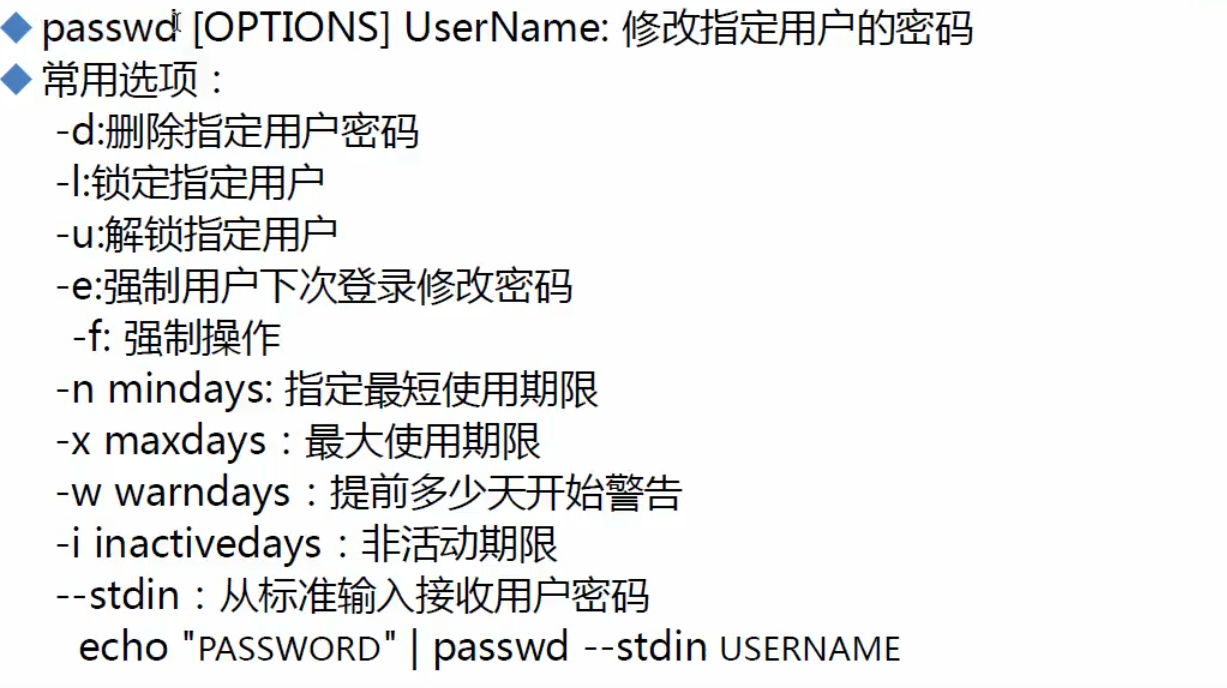 passwd [OPTIONS] UserName: 修改指定用户的密码
常用选项：
-d:删除指定用户密码
-l:锁定指定用户
-u:解锁指定用户
-e:强制用户下次登录修改密码
-f: 强制操作
-n mindays: 指定最短使用期限
-x maxdays：最大使用期限
-w warndays：提前多少天开始警告
-i inactivedays：非活动期限
--stdin：从标准输入接收用户密码
echo "PASSWORD" | passwd --stdin USERNAME